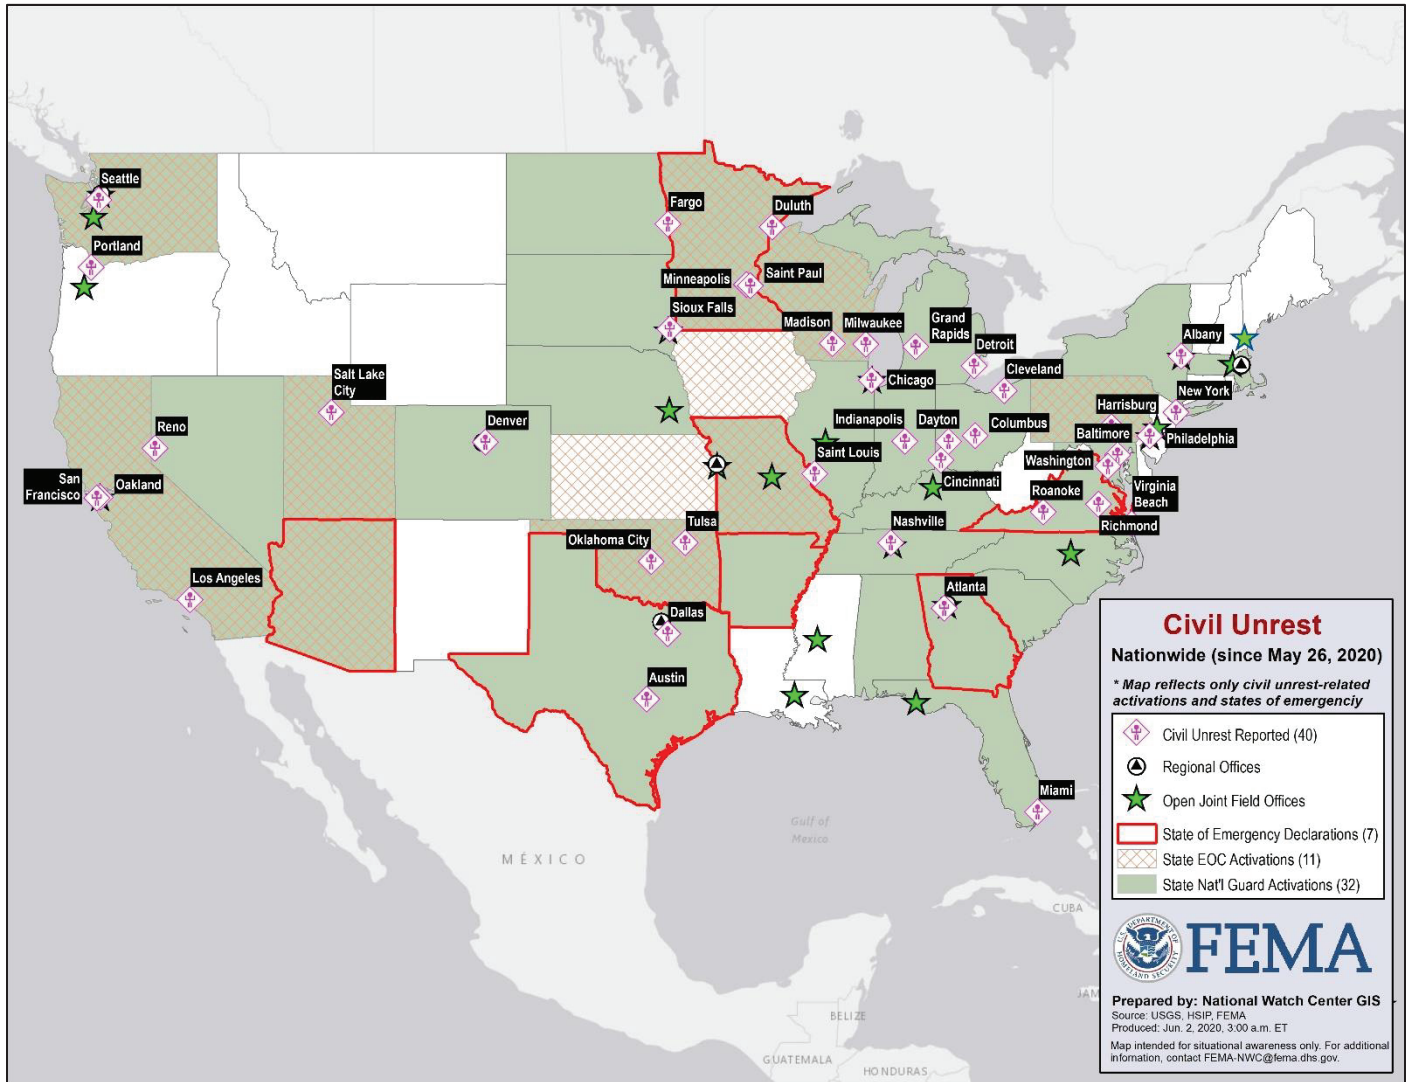 Seattle
Portland
Fargo
Duluth
Minneapolis
Saint Paul
Sioux Falls
Madison
Milwaukee
Grand
Rapids
Detroit
Albany
Salt Lake
City
Chicago
Cleveland
New York
Reno
Denver
Indianapolis
Dayton
Columbus
Harrisburg
Baltimore
Philadelphia
San
Francisco
Oakland
Saint Louis
Cincinnati
Washington
Roanoke
Virginia
Beach
Richmond
Tulsa
Oklahoma City
Nashville
Los Angeles
Dallas
Atlanta
Austin
Miami
Gulf of
Mexico
MÉXICO
CUBA
JAM
BELIZE
GUATEMALA
HONDURAS
Civil Unrest
Nationwide (since May 26, 2020)
* Map reflects only civil unrest-related
activations and states of emergenciy
Civil Unrest Reported (40)
Regional Offices
Open Joint Field Offices
State of Emergency Declarations (7)
State EOC Activations (11)
State Nat'l Guard Activations (32)
U.S. DEPARTMENT OF
HOMELAND SECURITY
FEMA
Prepared by: National Watch Center GIS
Source: USGS, HSIP, FEMA
Produced: Jun. 2, 2020, 3:00 a.m. ET
Map intended for situational awareness only. For additional
infomation, contact FEMA-NWC@fema.dhs.gov.